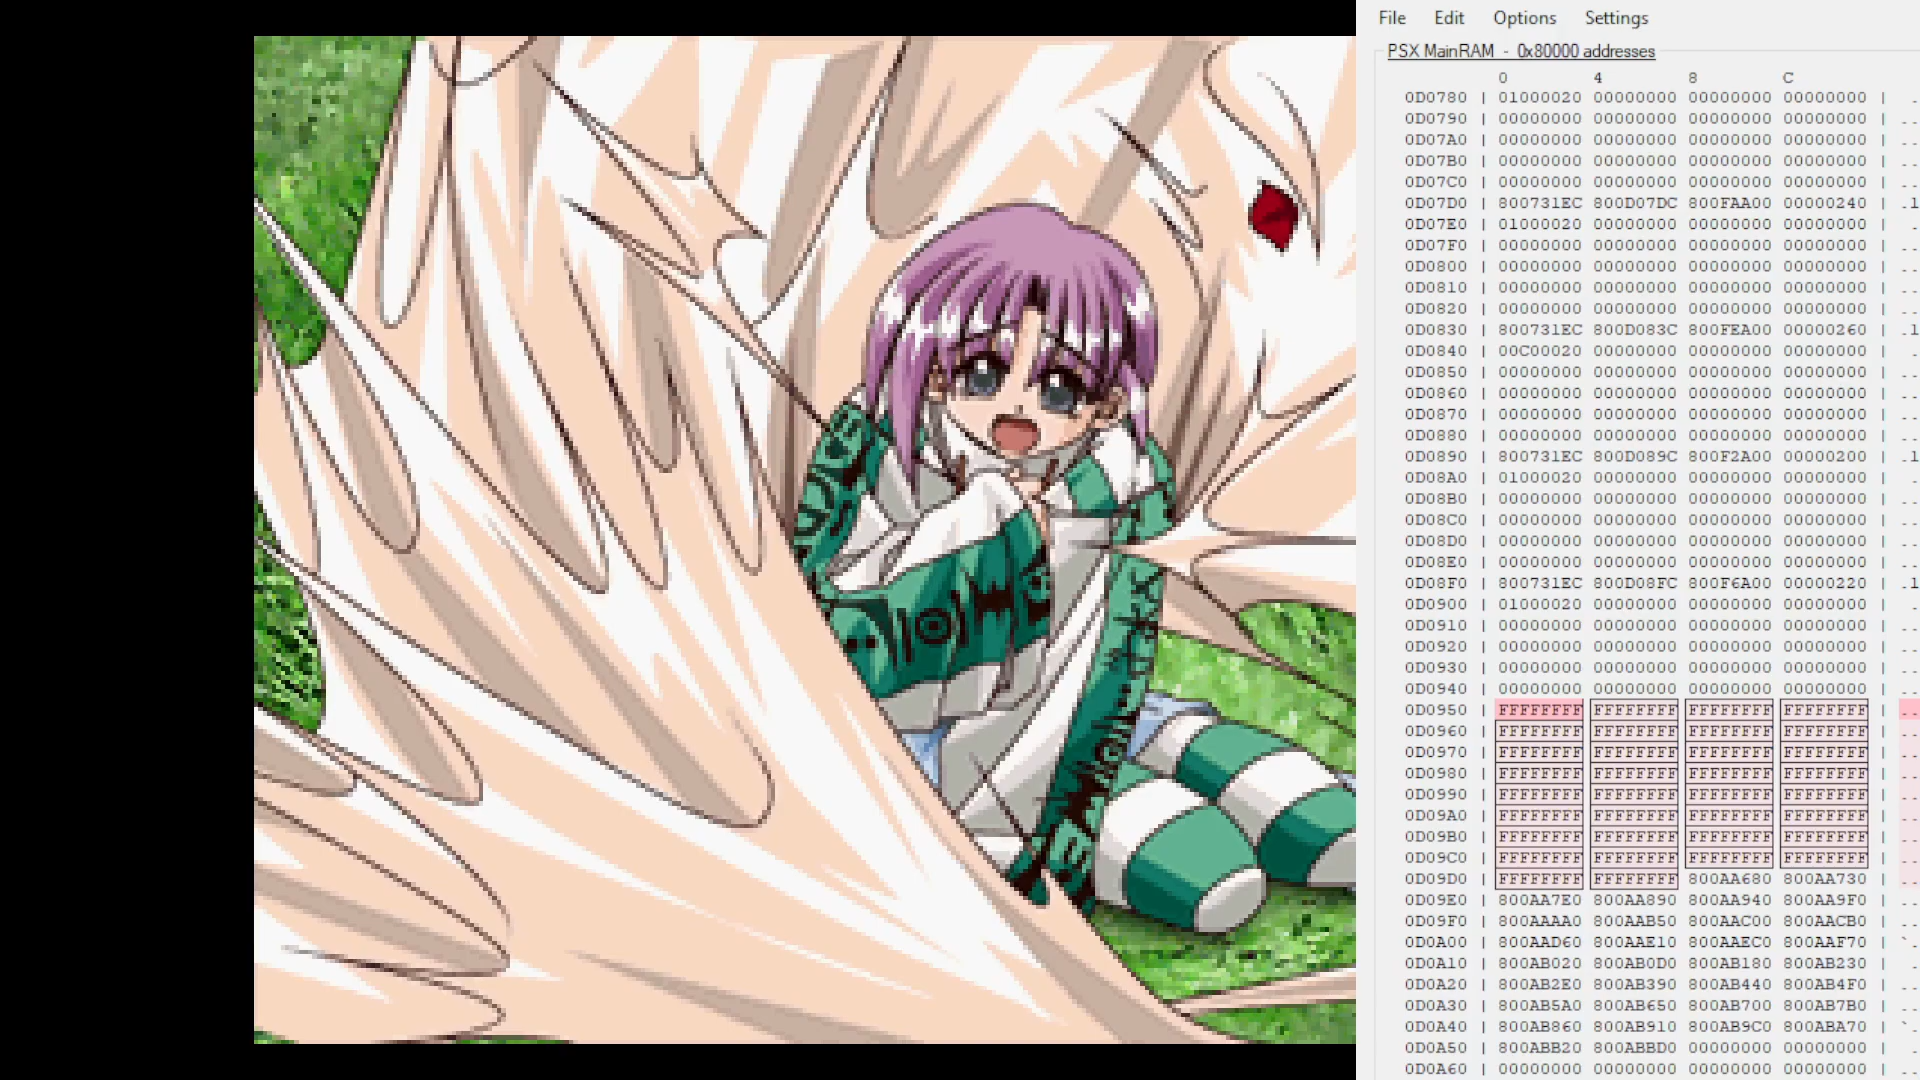 File Edit Options Settings
PSX MainRAM - 0x80000 addresses
0 4 8 C
0D0780 | 01000020 00000000 00000000 00000000 | .
0D0790 | 00000000 00000000 00000000 00000000 | ..
0D07A0 | 00000000 00000000 00000000 00000000 | ..
0D07B0 | 00000000 00000000 00000000 00000000 | ..
0D07C0 | 00000000 00000000 00000000 00000000 | ..
0D07D0 | 800731EC 800D07DC 800FAA00 00000240 | .1
0D07E0 | 01000020 00000000 00000000 00000000 | .
0D07F0 | 00000000 00000000 00000000 00000000 | ..
0D0800 | 00000000 00000000 00000000 00000000 | ..
0D0810 | 00000000 00000000 00000000 00000000 | ..
0D0820 | 00000000 00000000 00000000 00000000 | ..
0D0830 | 800731EC 800D083C 800FEA00 00000260 | .1
0D0840 | 00C00020 00000000 00000000 00000000 | .
0D0850 | 00000000 00000000 00000000 00000000 | ..
0D0860 | 00000000 00000000 00000000 00000000 | ..
0D0870 | 00000000 00000000 00000000 00000000 | ..
0D0880 | 00000000 00000000 00000000 00000000 | ..
0D0890 | 800731EC 800D089C 800F2A00 00000200 | .1
0D08A0 | 01000020 00000000 00000000 00000000 | .
0D08B0 | 00000000 00000000 00000000 00000000 | ..
0D08C0 | 00000000 00000000 00000000 00000000 | ..
0D08D0 | 00000000 00000000 00000000 00000000 | ..
0D08E0 | 00000000 00000000 00000000 00000000 | ..
0D08F0 | 800731EC 800D08FC 800F6A00 00000220 | .1
0D0900 | 01000020 00000000 00000000 00000000 | .
0D0910 | 00000000 00000000 00000000 00000000 | ..
0D0920 | 00000000 00000000 00000000 00000000 | ..
0D0930 | 00000000 00000000 00000000 00000000 | ..
0D0940 | 00000000 00000000 00000000 00000000 | ..
0D0950 | FFFFFFFF FFFFFFFF FFFFFFFF FFFFFFFF | ..
0D0960 | FFFFFFFF FFFFFFFF FFFFFFFF FFFFFFFF | ..
0D0970 | FFFFFFFF FFFFFFFF FFFFFFFF FFFFFFFF | ..
0D0980 | FFFFFFFF FFFFFFFF FFFFFFFF FFFFFFFF | ..
0D0990 | FFFFFFFF FFFFFFFF FFFFFFFF FFFFFFFF | ..
0D09A0 | FFFFFFFF FFFFFFFF FFFFFFFF FFFFFFFF | ..
0D09B0 | FFFFFFFF FFFFFFFF FFFFFFFF FFFFFFFF | ..
0D09C0 | FFFFFFFF FFFFFFFF FFFFFFFF FFFFFFFF | ..
0D09D0 | FFFFFFFF FFFFFFFF 800AA680 800AA730 | ..
0D09E0 | 800AA7E0 800AA890 800AA940 800AA9F0 | ..
0D09F0 | 800AAAA0 800AAB50 800AAC00 800AACB0 | ..
0D0A00 | 800AAD60 800AAE10 800AAEC0 800AAF70 | `.
0D0A10 | 800AB020 800AB0D0 800AB180 800AB230 | .
0D0A20 | 800AB2E0 800AB390 800AB440 800AB4F0 | ..
0D0A30 | 800AB5A0 800AB650 800AB700 800AB7B0 | ..
0D0A40 | 800AB860 800AB910 800AB9C0 800ABA70 | `.
0D0A50 | 800ABB20 800ABBD0 00000000 00000000 | .
0D0A60 | 00000000 00000000 00000000 00000000 | ..